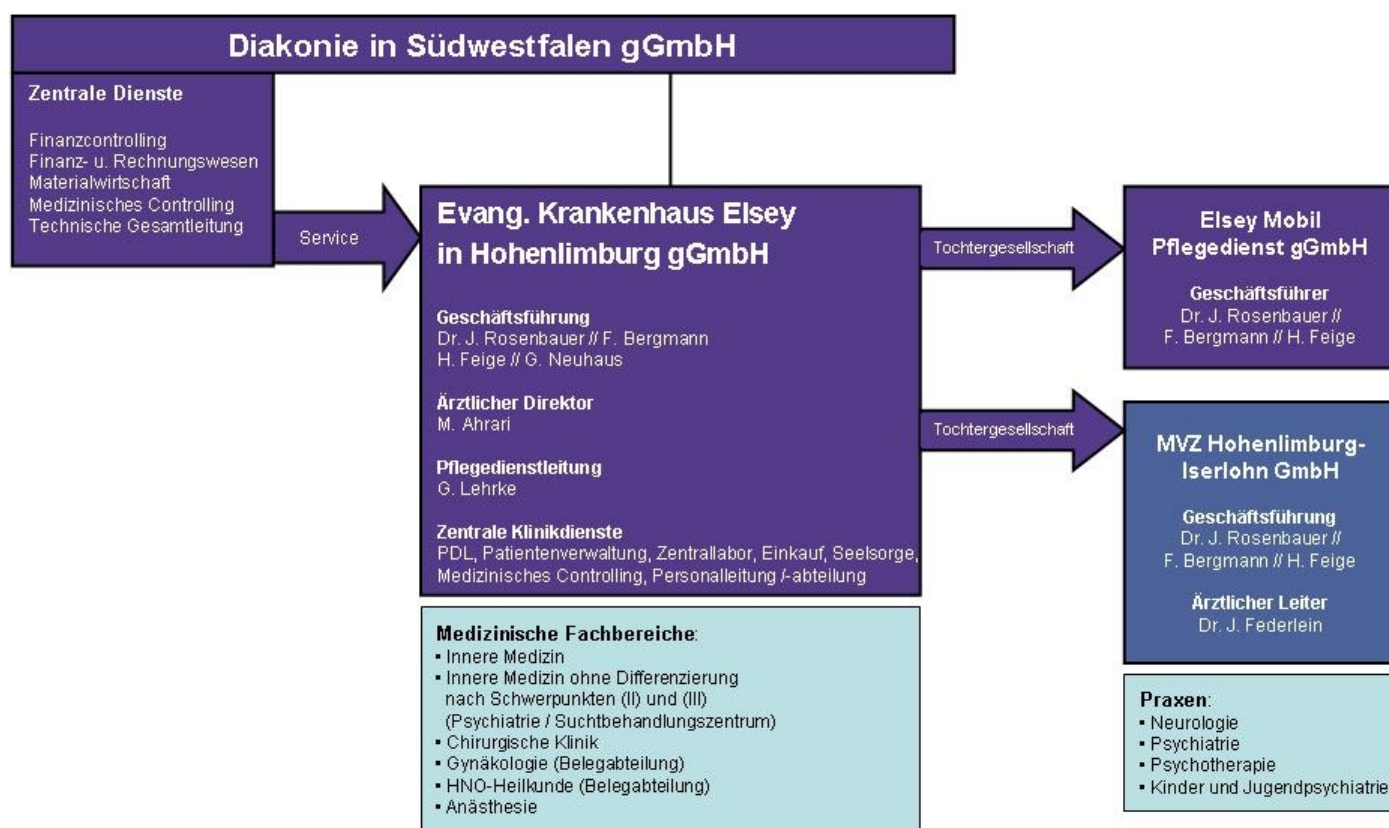 Diakonie in Südwestfalen gGmbH
Zentrale Dienste
Finanzcontrolling
Finanz- u. Rechnungswesen
Materialwirtschaft
Medizinisches Controlling
Technische Gesamtleitung
Service
Evang. Krankenhaus Elsey
in Hohenlimburg gGmbH
Geschäftsführung
Dr. J. Rosenbauer // F. Bergmann
H. Feige // G. Neuhaus
Ärztlicher Direktor
M. Ahrari
Pflegedienstleitung
G. Lehrke
Zentrale Klinikdienste
PDL, Patientenverwaltung, Zentrallabor, Einkauf, Seelsorge,
Medizinisches Controlling, Personalleitung /-abteilung
Medizinische Fachbereiche:
▪ Innere Medizin
▪ Innere Medizin ohne Differenzierung
nach Schwerpunkten (II) und (III)
(Psychiatrie / Suchtbehandlungszentrum)
▪ Chirurgische Klinik
▪ Gynäkologie (Belegabteilung)
▪ HNO-Heilkunde (Belegabteilung)
▪ Anästhesie
Tochtergesellschaft
Elsey Mobil
Pflegedienst gGmbH
Geschäftsführer
Dr. J. Rosenbauer //
F. Bergmann // H. Feige
Tochtergesellschaft
MVZ Hohenlimburg-
Iserlohn GmbH
Geschäftsführung
Dr. J. Rosenbauer //
F. Bergmann // H. Feige
Ärztlicher Leiter
Dr. J. Federlein
Praxen:
▪ Neurologie
▪ Psychiatrie
▪ Psychotherapie
▪ Kinder und Jugendpsychiatrie